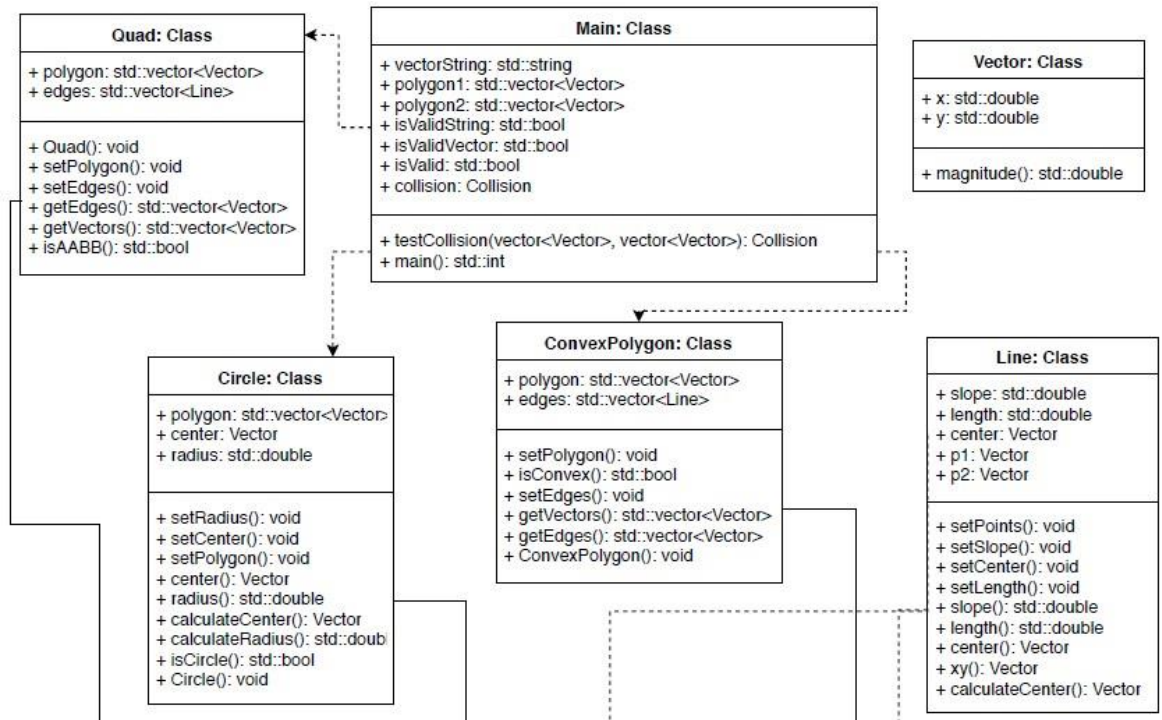 Quad: Class
+ polygon: std::vector<Vector>
+ edges: std::vector<Line>
+ Quad(): void
+ setPolygon(): void
+ setEdges(): void
+ getEdges(): std::vector<Vector>
+ getVectors(): std::vector<Vector>
+ isAABB(): std::bool
Main: Class
+ vectorString: std::string
+ polygon1: std::vector<Vector>
+ polygon2: std::vector<Vector>
+ isValidString: std::bool
+ isValidVector: std::bool
+ isValid: std::bool
+ collision: Collision
+ testCollision(vector<Vector>, vector<Vector>): Collision
+ main(): std::int
Vector: Class
+ x: std::double
+ y: std::double
+ magnitude(): std::double
Circle: Class
+ polygon: std::vector<Vector>
+ center: Vector
+ radius: std::double
+ setRadius(): void
+ setCenter(): void
+ setPolygon(): void
+ center(): Vector
+ radius(): std::double
+ calculateCenter(): Vector
+ calculateRadius(): std::doubl
+ isCircle(): std::bool
+ Circle(): void
ConvexPolygon: Class
+ polygon: std::vector<Vector>
+ edges: std::vector<Line>
+ setPolygon(): void
+ isConvex(): std::bool
+ setEdges(): void
+ getVectors(): std::vector<Vector>
+ getEdges(): std::vector<Vector>
+ ConvexPolygon(): void
Line: Class
+ slope: std::double
+ length: std::double
+ center: Vector
+ p1: Vector
+ p2: Vector
+ setPoints(): void
+ setSlope(): void
+ setCenter(): void
+ setLength(): void
+ slope(): std::double
+ length(): std::double
+ center(): Vector
+ xy(): Vector
+ calculateCenter(): Vector